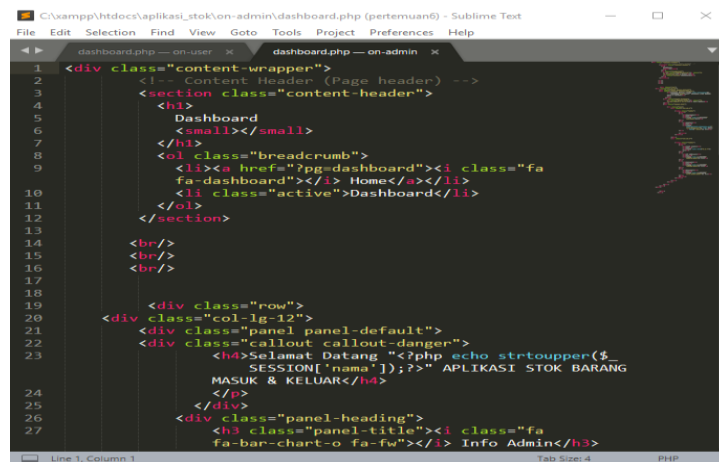 C:\xampp\htdocs\aplikasi_stok\on-admin\dashboard.php (pertemuan6) - Sublime Text
File Edit Selection Find View Goto Tools Project Preferences Help
dashboard.php — on-user × dashboard.php — on-admin ×
1 <div class="content-wrapper">
2 <!-- Content Header (Page header) -->
3 <section class="content-header">
4 <h1>
5 Dashboard
6 <small></small>
7 </h1>
8 <ol class="breadcrumb">
9 <li><a href="?pg=dashboard"><i class="fa
fa-dashboard"></i> Home</a></li>
10 <li class="active">Dashboard</li>
11 </ol>
12 </section>
13
14 <br/>
15 <br/>
16 <br/>
17
18
19 <div class="row">
20 <div class="col-lg-12">
21 <div class="panel panel-default">
22 <div class="callout callout-danger">
23 <h4>Selamat Datang "<?php echo strtoupper($_
SESSION['nama']);?>" APLIKASI STOK BARANG
MASUK & KELUAR</h4>
24 </p>
25 </div>
26 <div class="panel-heading">
27 <h3 class="panel-title"><i class="fa
fa-bar-chart-o fa-fw"></i> Info Admin</h3>
Line 1, Column 1 Tab Size: 4 PHP